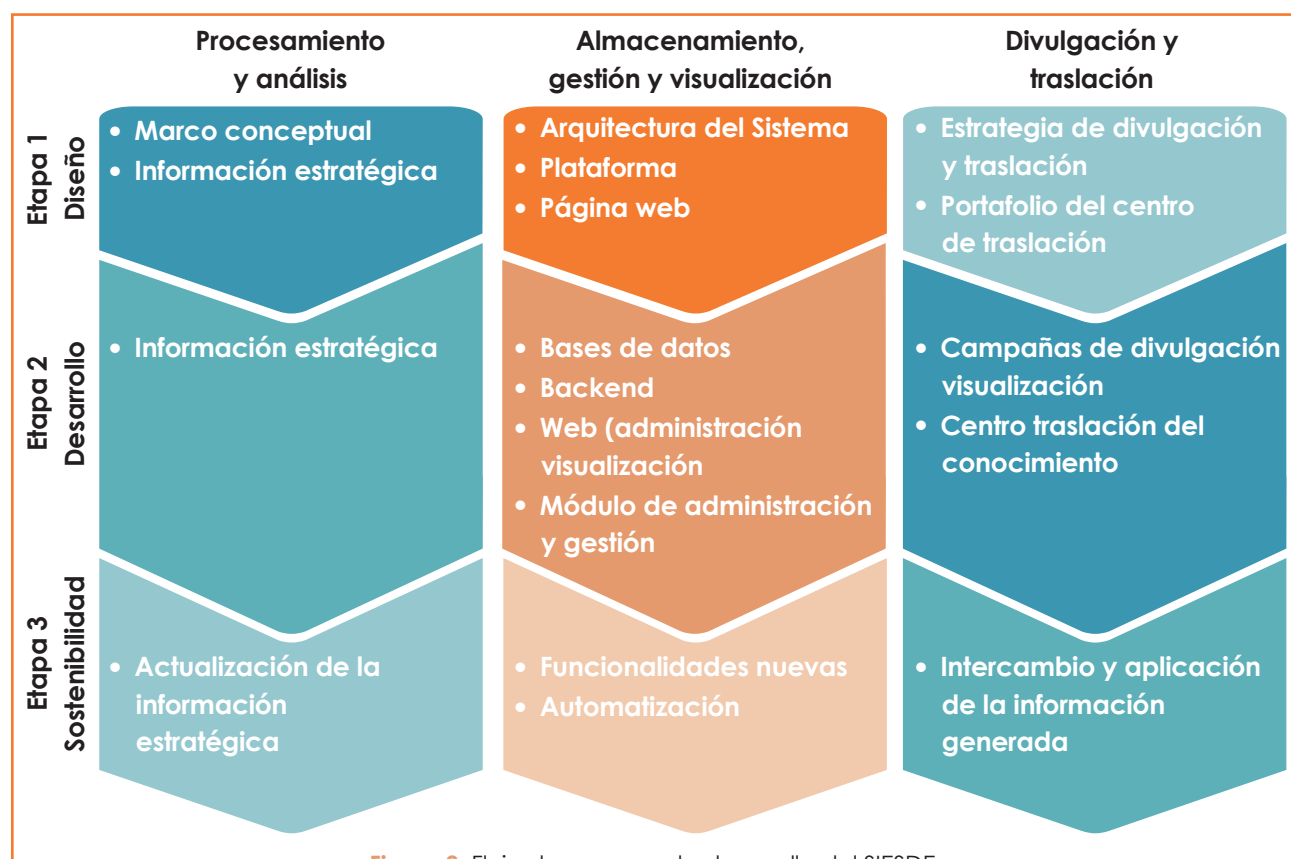 Procesamiento
y análisis
Almacenamiento,
gestión y visualización
Divulgación y
traslación
Etapa 1
Diseño
• Marco conceptual
• Información estratégica
• Arquitectura del Sistema
• Plataforma
• Página web
• Estrategia de divulgación
y traslación
• Portafolio del centro
de traslación
Etapa 2
Desarrollo
• Información estratégica
• Bases de datos
• Backend
• Web (administración
visualización
• Módulo de administración
y gestión
• Campañas de divulgación
visualización
• Centro traslación del
conocimiento
Etapa 3
Sostenibilidad
• Actualización de la
información
estratégica
• Funcionalidades nuevas
• Automatización
• Intercambio y aplicación
de la información
generada